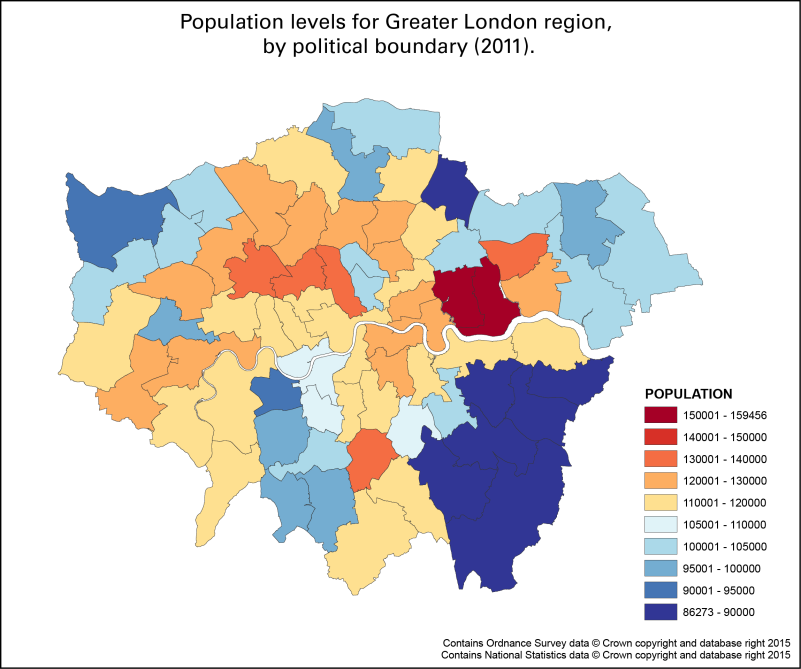 Population levels for Greater London region,
by political boundary (2011).
POPULATION
150001 - 159456
140001 - 150000
130001 - 140000
120001 - 130000
110001 - 120000
105001 - 110000
100001 - 105000
95001 - 100000
90001 - 95000
86273 - 90000
Contains Ordnance Survey data © Crown copyright and database right 2015
Contains National Statistics data © Crown copyright and database right 2015